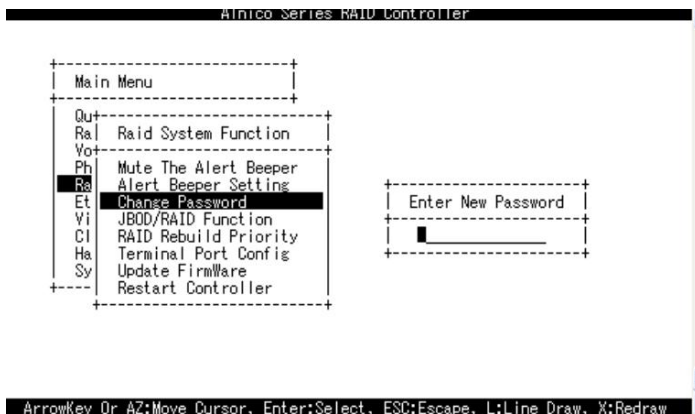 Alnico Series RAID Controller
Main Menu
Qu
Ra
Vo
Ph
Ra
Et
Vi
Cl
Ha
Sy
Raid System Function
Mute The Alert Beeper
Alert Beeper Setting
Change Password
JBOD/RAID Function
RAID Rebuild Priority
Terminal Port Config
Update FirmWare
Restart Controller
Enter New Password
ArrowKey Or AZ:Move Cursor, Enter:Select, ESC:Escape, L:Line Draw, X:Redraw